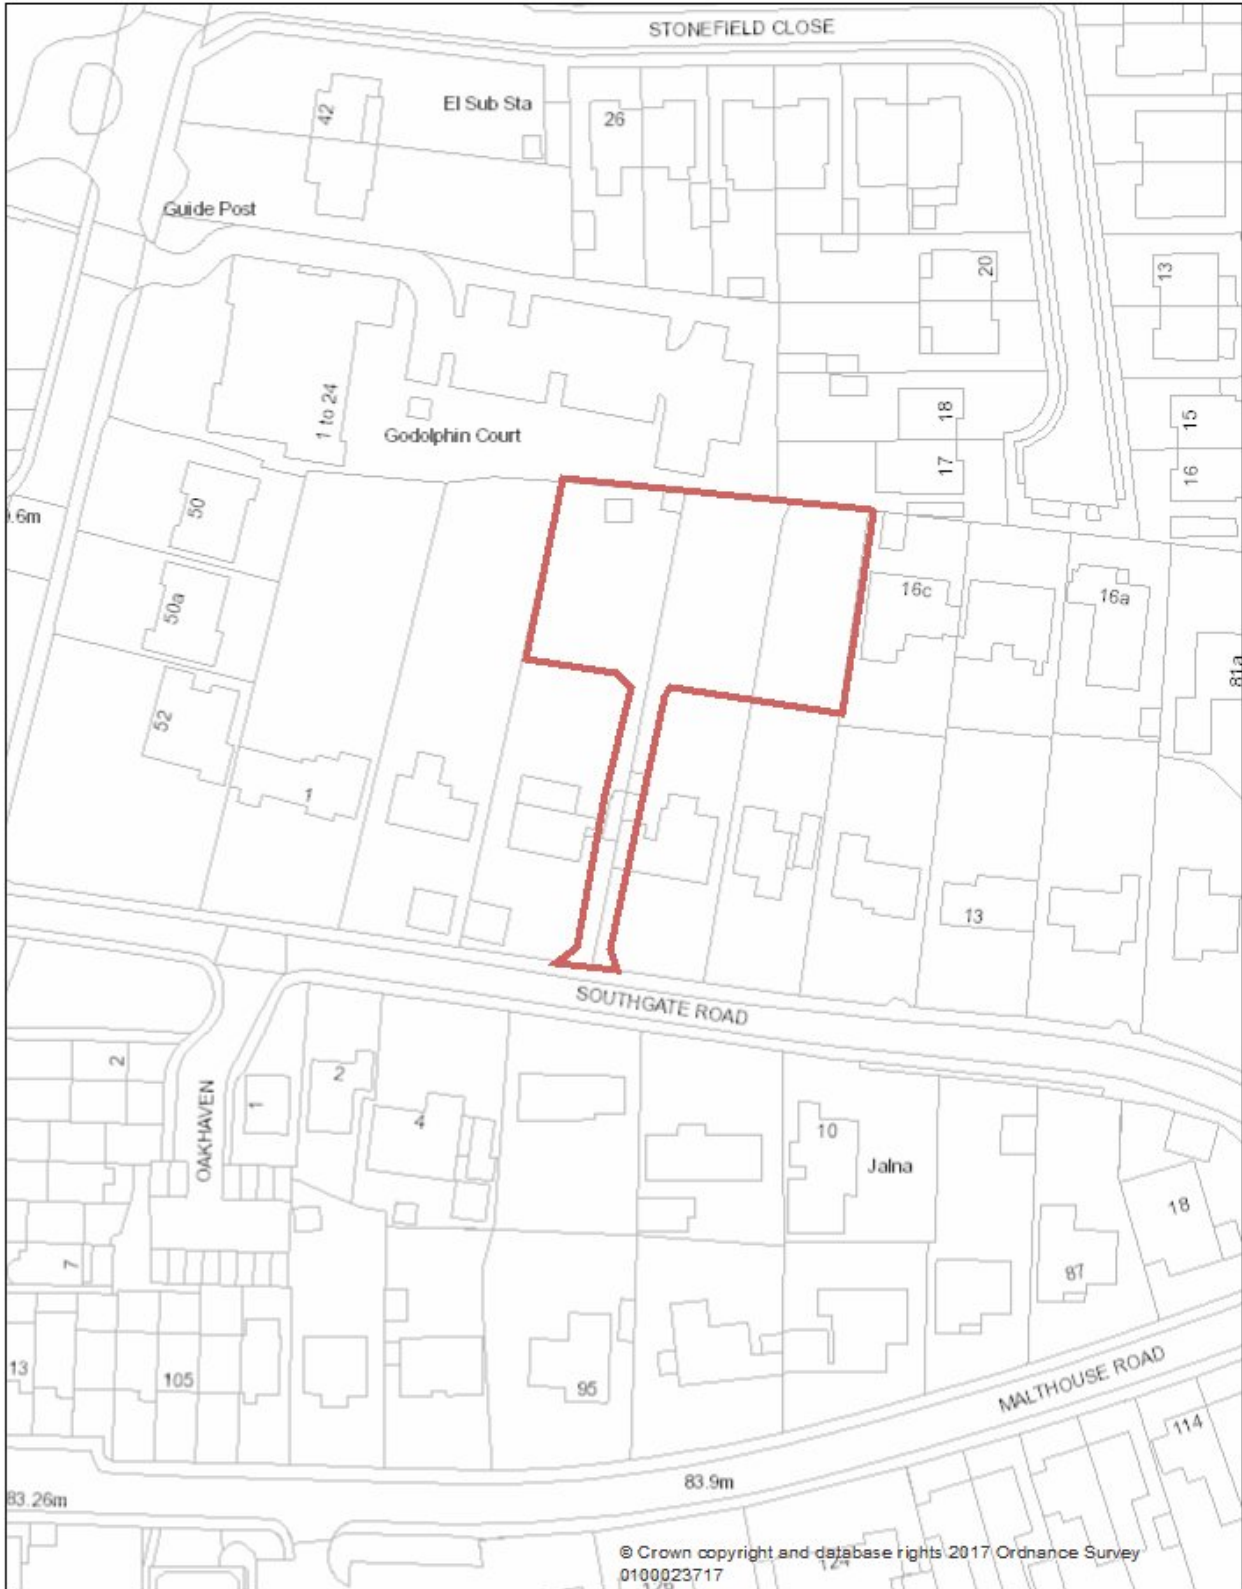 STONEFIELD CLOSE
42
El Sub Sta
26
Guide Post
20
13
1 to 24
18
15
Godolphin Court
17
16
50
.6m
50a
16c
16a
81a
52
1
13
SOUTHGATE ROAD
2
2
OAKHAVEN
1
4
10
Jalna
18
7
87
13
105
95
MALTHOUSE ROAD
114
83.9m
83.26m
© Crown copyright and database rights 2017 Ordnance Survey
0100023717